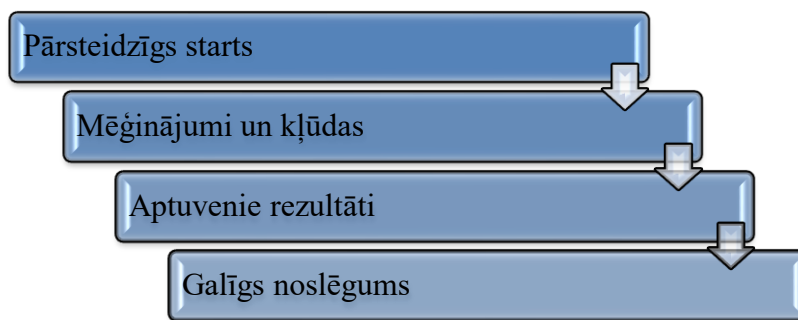 Pārsteidzīgs starts
Mēģinājumi un kļūdas
Aptuvenie rezultāti
Galīgs noslēgums